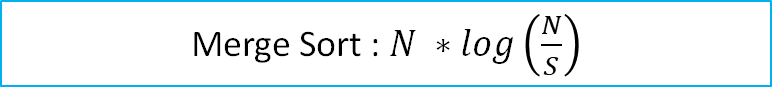 Merge Sort : N * log (N/S)